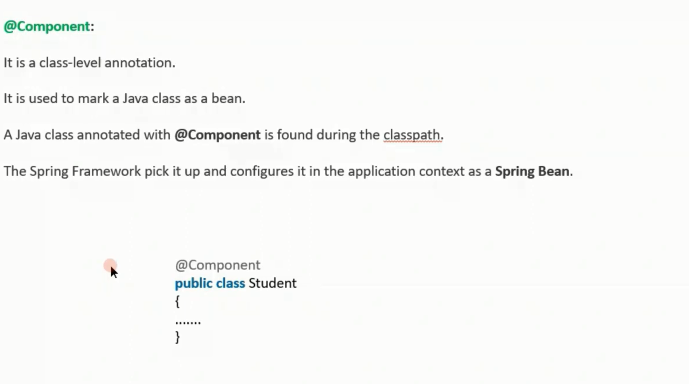 @Component:
It is a class-level annotation.
It is used to mark a Java class as a bean.
A Java class annotated with @Component is found during the classpath.
The Spring Framework pick it up and configures it in the application context as a Spring Bean.
@Component
public class Student
{
.......
}